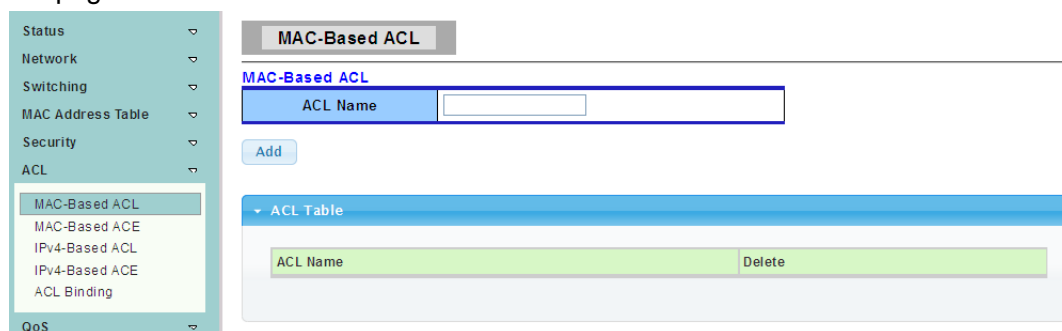 Status
Network
Switching
MAC Address Table
Security
ACL
MAC-Based ACL
MAC-Based ACE
IPv4-Based ACL
IPv4-Based ACE
ACL Binding
QoS
MAC-Based ACL
MAC-Based ACL
ACL Name
Add
ACL Table
ACL Name Delete